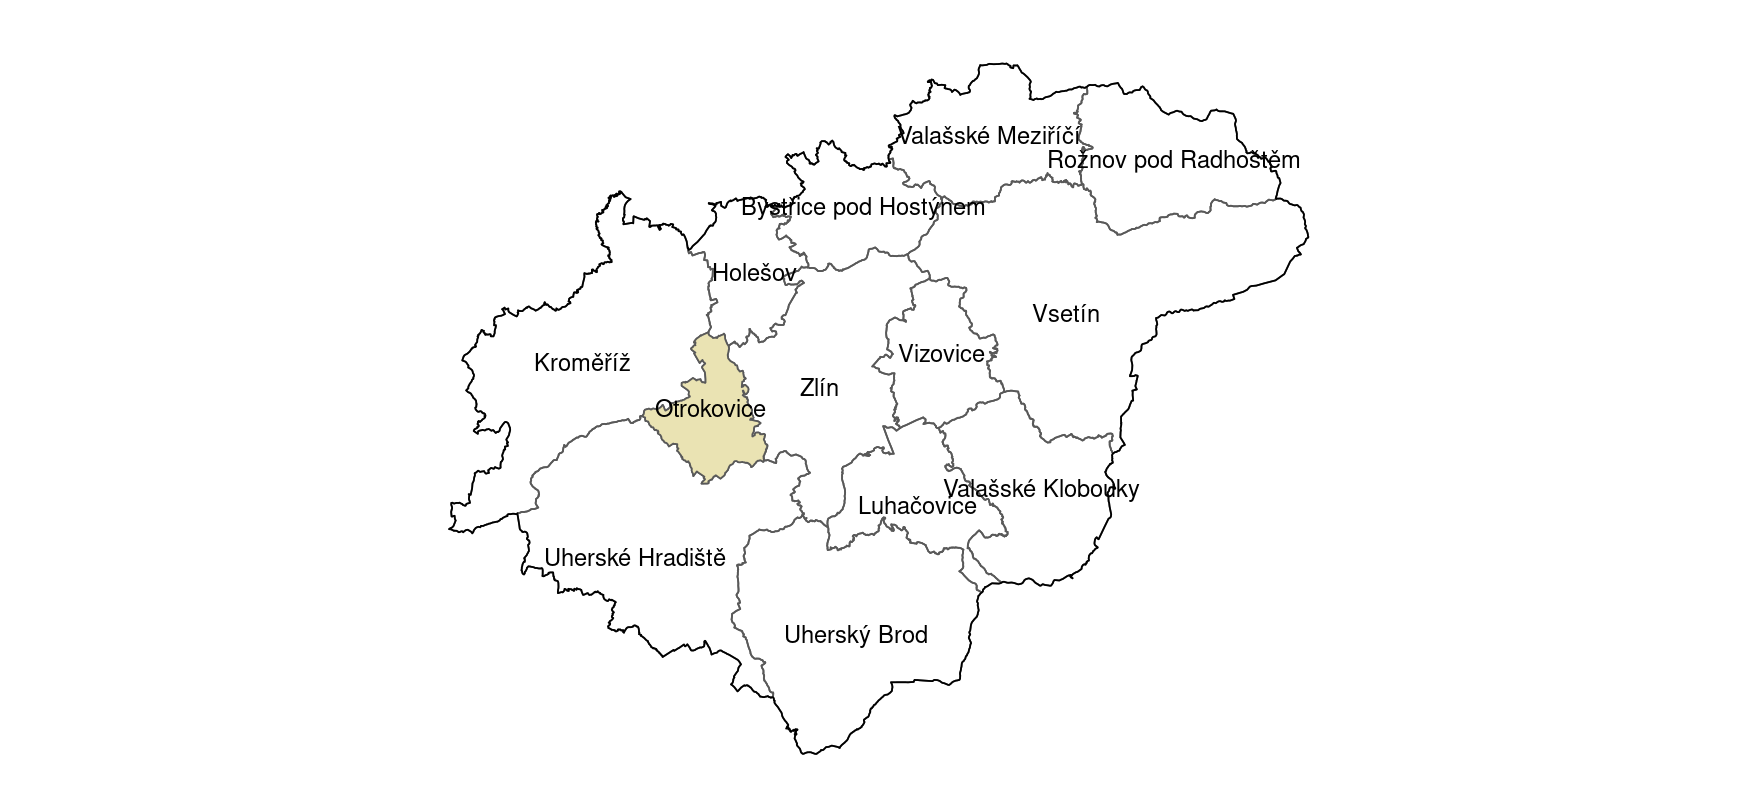 Valašské Meziříčí
Rožnov pod Radhoštěm
Bystřice pod Hostýnem
Holešov
Vsetín
Vizovice
Kroměříž
Zlín
Otrokovice
Valašské Klobouky
Luhačovice
Uherské Hradiště
Uherský Brod